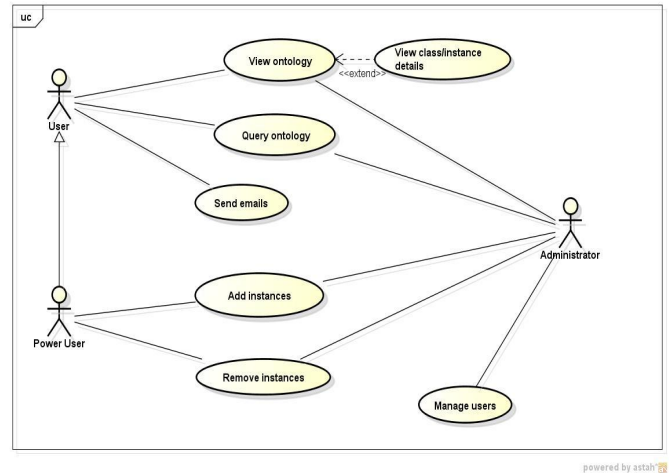 uc
View ontology
View class/instance
details
<<extend>>
User
Query ontology
Send emails
Administrator
Add instances
Power User
Remove instances
Manage users
powered by astah